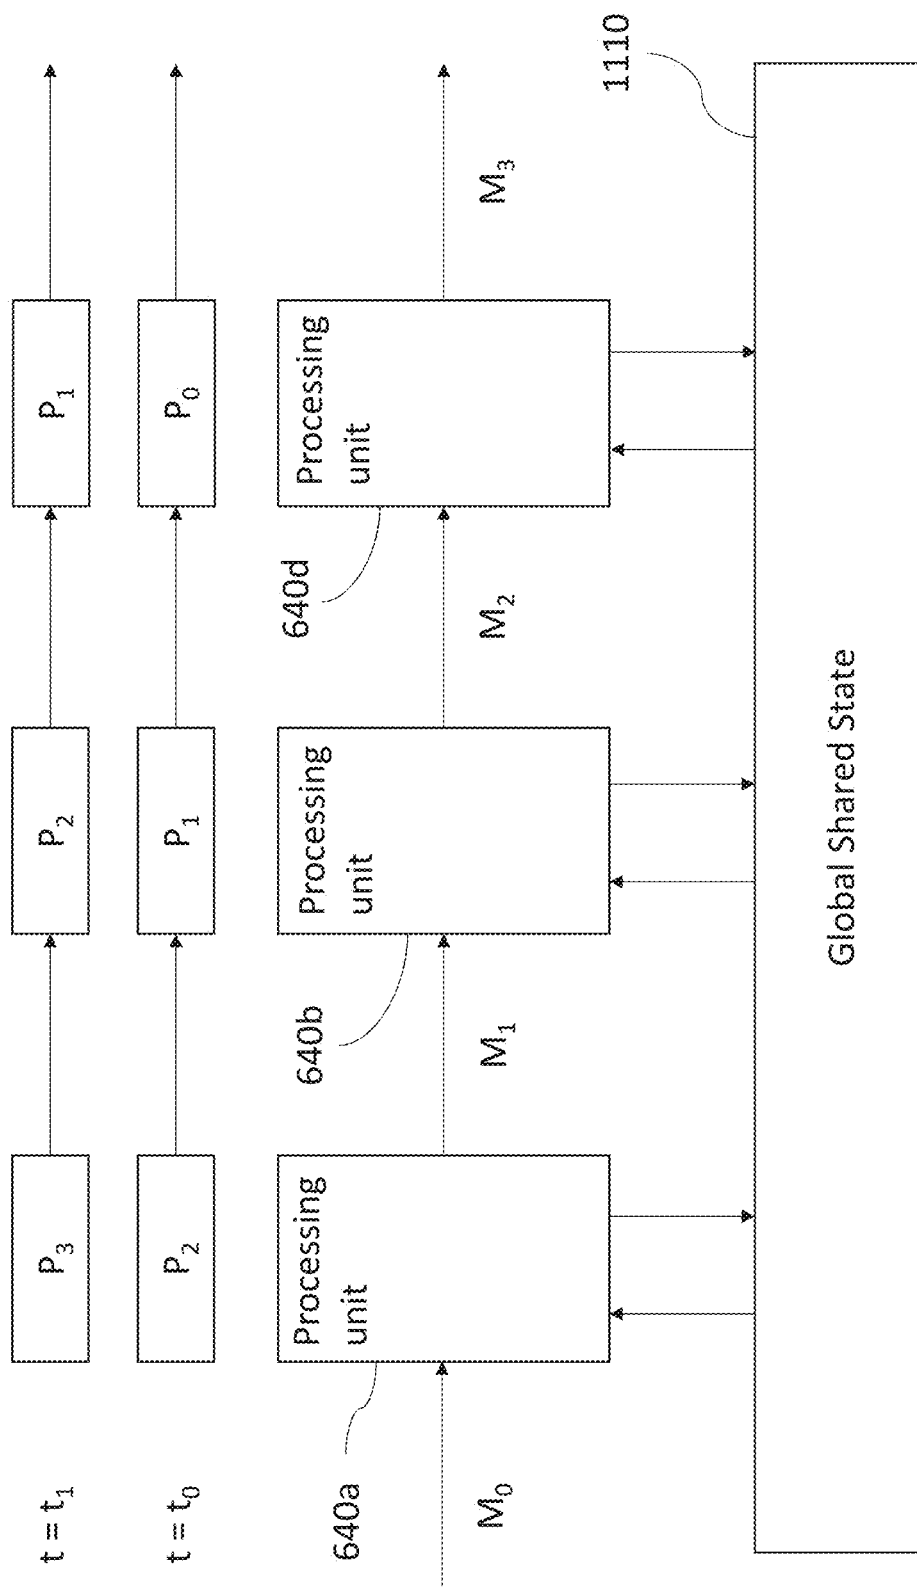 t = t₁
P₃
P₂
P₁
t = t₀
P₂
P₁
P₀
640a
Processing
unit
640b
Processing
unit
640d
Processing
unit
M₀
M₁
M₂
M₃
1110
Global Shared State